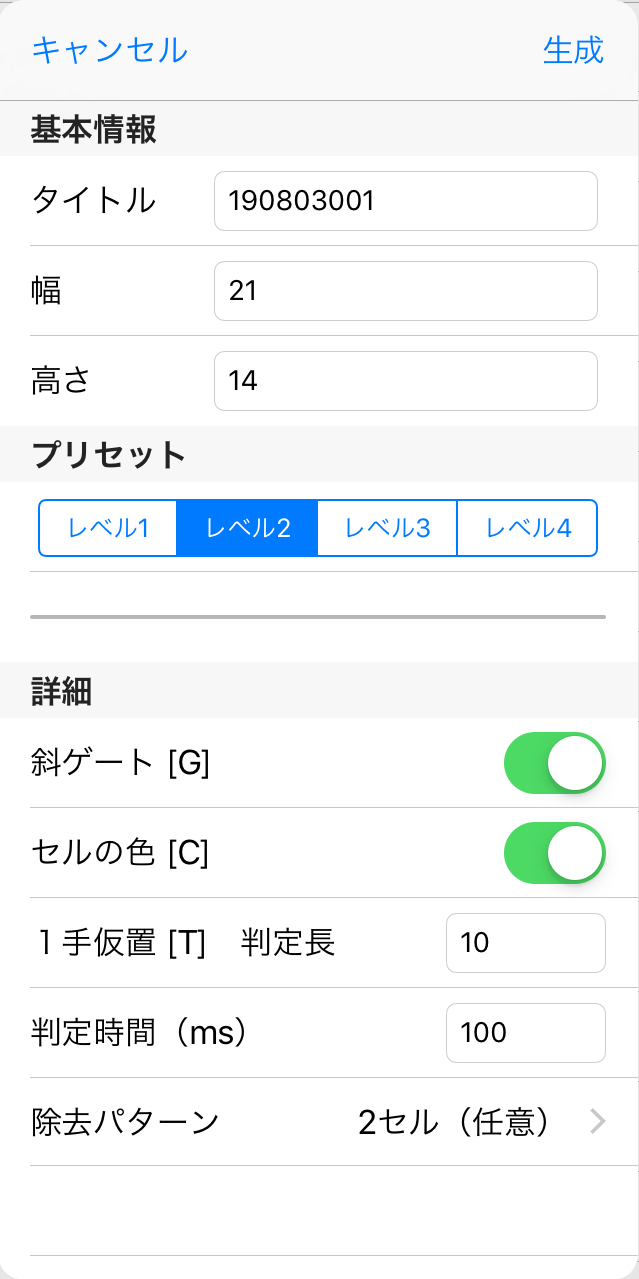 キャンセル 生成
基本情報
タイトル 190803001
幅 21
高さ 14
プリセット
レベル1 レベル2 レベル3 レベル4
詳細
斜ゲート [G]
セルの色 [C]
１手仮置 [T]　判定長 10
判定時間（ms） 100
除去パターン 2セル（任意）